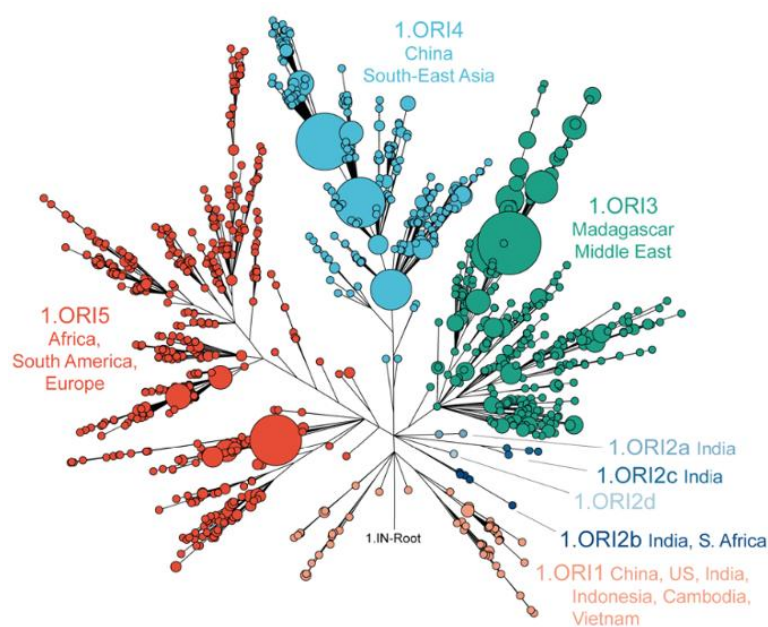 1.ORI4
China
South-East Asia
1.ORI3
Madagascar
Middle East
1.ORI5
Africa,
South America,
Europe
1.ORI2a India
1.ORI2c India
1.ORI2d
1.IN-Root
1.ORI2b India, S. Africa
1.ORI1 China, US, India,
Indonesia, Cambodia,
Vietnam